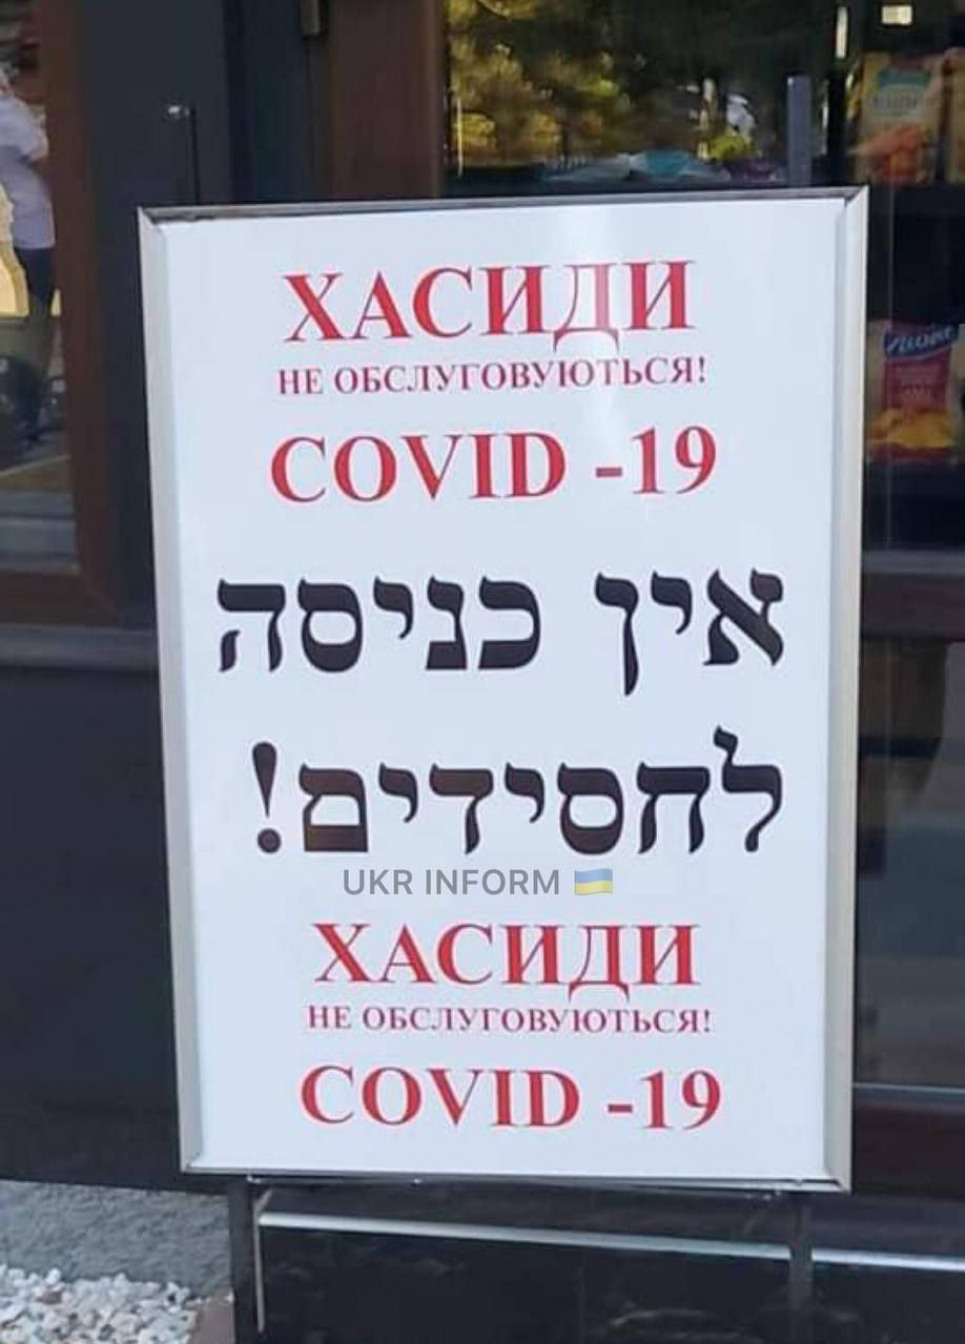 ХАСИДИ
НЕ ОБСЛУГОВУЮТЬСЯ!
COVID -19
אין כניסה
לחסידים!
UKR INFORM 🇺🇦
ХАСИДИ
НЕ ОБСЛУГОВУЮТЬСЯ!
COVID -19